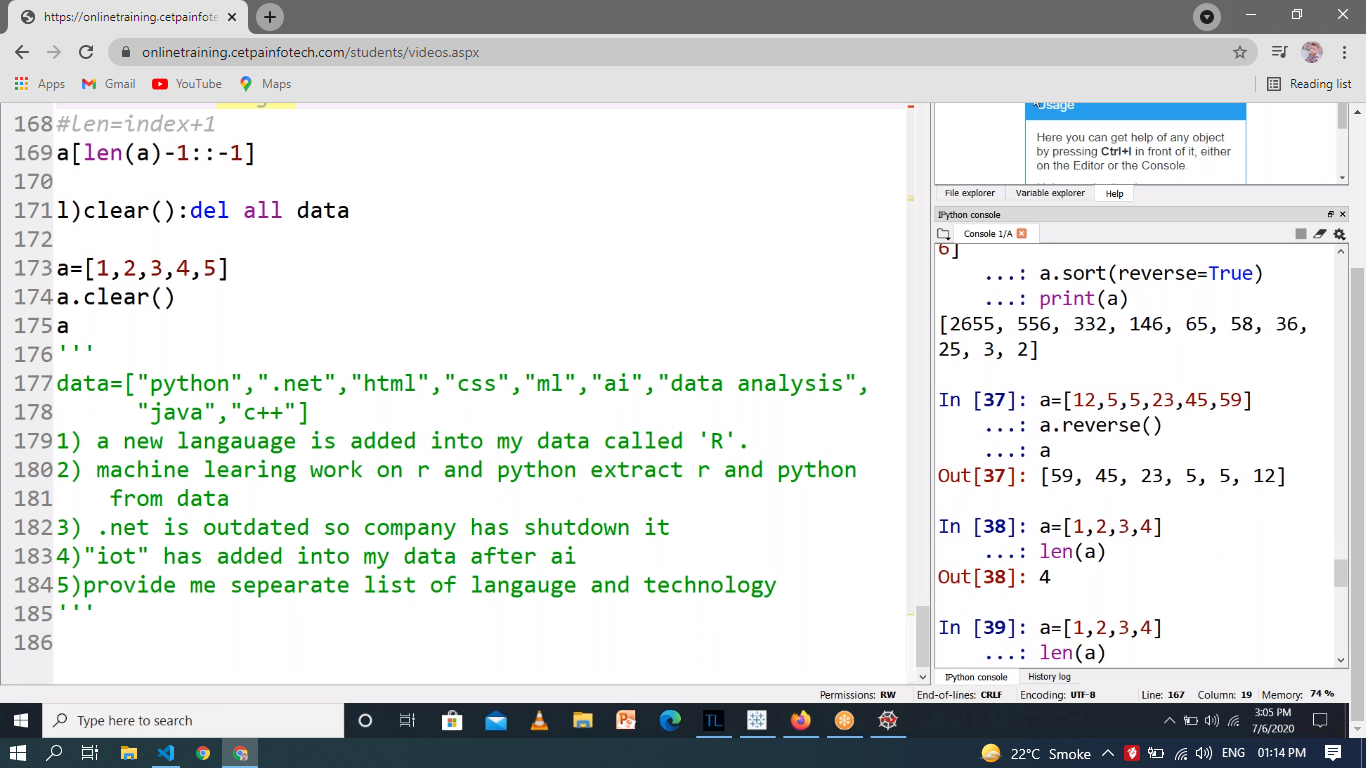 https://onlinetraining.cetpainfote
onlinetraining.cetpainfotech.com/students/videos.aspx
Apps Gmail YouTube Maps Reading list
168 #len=index+1
169 a[len(a)-1::-1]
170
171 l)clear():del all data
172
173 a=[1,2,3,4,5]
174 a.clear()
175 a
176 '''
177 data=["python",".net","html","css","ml","ai","data analysis",
178 "java","c++"]
179 1) a new langauage is added into my data called 'R'.
180 2) machine learing work on r and python extract r and python
181 from data
182 3) .net is outdated so company has shutdown it
183 4)"iot" has added into my data after ai
184 5)provide me sepearate list of langauge and technology
185 '''
186
Usage
Here you can get help of any object
by pressing Ctrl+I in front of it, either
on the Editor or the Console.
File explorer Variable explorer Help
IPython console
Console 1/A
6]
...: a.sort(reverse=True)
...: print(a)
[2655, 556, 332, 146, 65, 58, 36,
25, 3, 2]
In [37]: a=[12,5,5,23,45,59]
...: a.reverse()
...: a
Out[37]: [59, 45, 23, 5, 5, 12]
In [38]: a=[1,2,3,4]
...: len(a)
Out[38]: 4
In [39]: a=[1,2,3,4]
...: len(a)
IPython console History log
Permissions: RW End-of-lines: CRLF Encoding: UTF-8 Line: 167 Column: 19 Memory: 74 %
Type here to search
TL
3:05 PM
7/6/2020
22°C Smoke ENG 01:14 PM